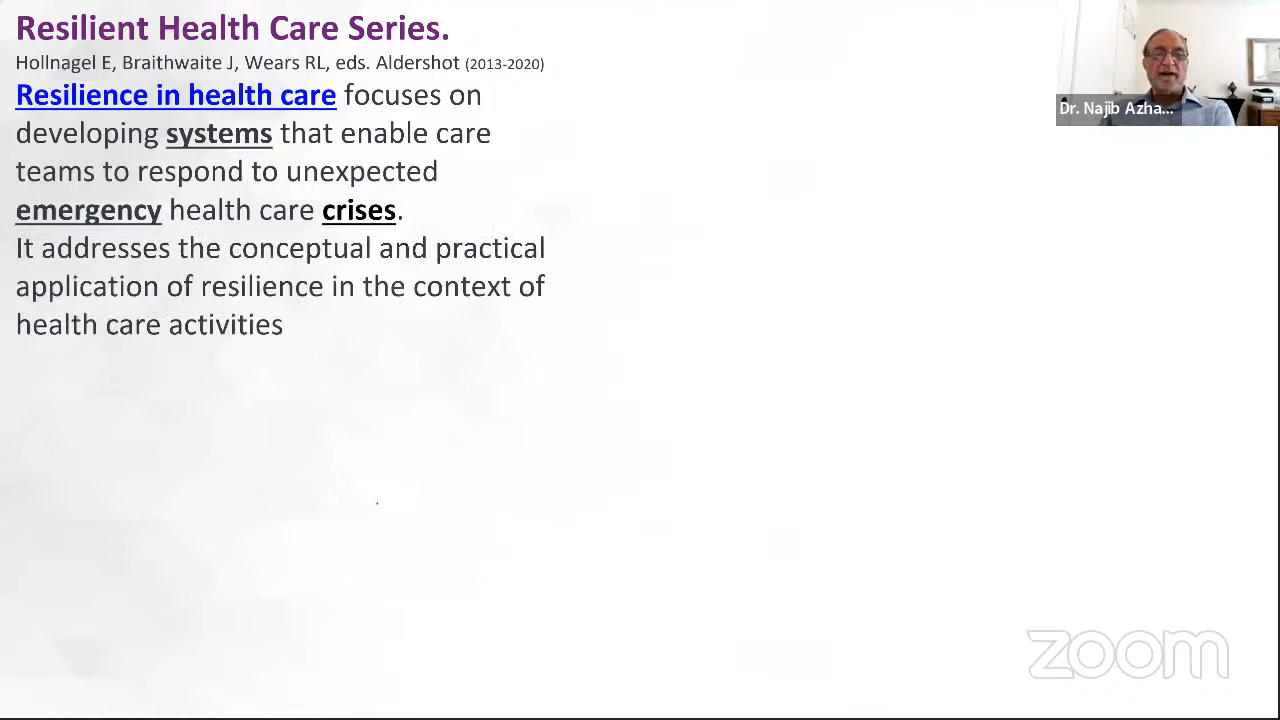 Resilient Health Care Series.
Hollnagel E, Braithwaite J, Wears RL, eds. Aldershot (2013-2020)
Resilience in health care focuses on
developing systems that enable care
teams to respond to unexpected
emergency health care crises.
It addresses the conceptual and practical
application of resilience in the context of
health care activities
Dr. Najib Azha...
zoom